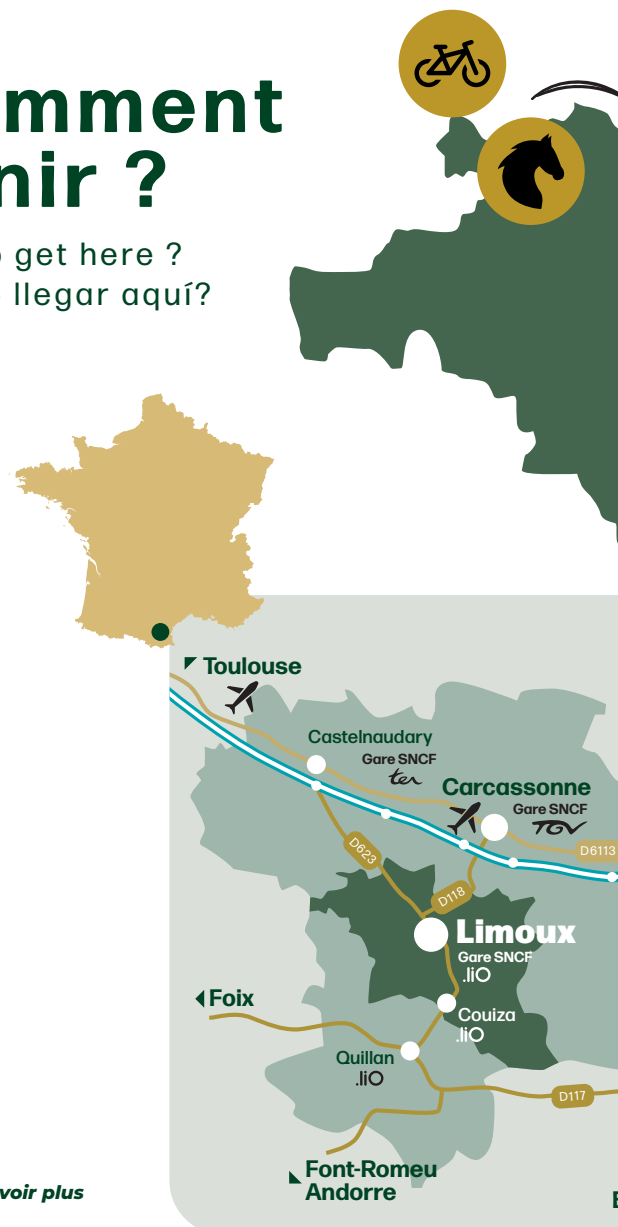 mment
nir ?
get here ?
llegar aquí?
Toulouse
Castelnaudary
Gare SNCF
ter
Carcassonne
Gare SNCF
TGV
D6113
D623
D118
Limoux
Gare SNCF
.liO
Foix
Couiza
.liO
Quillan
.liO
D117
Font-Romeu
Andorre
voir plus